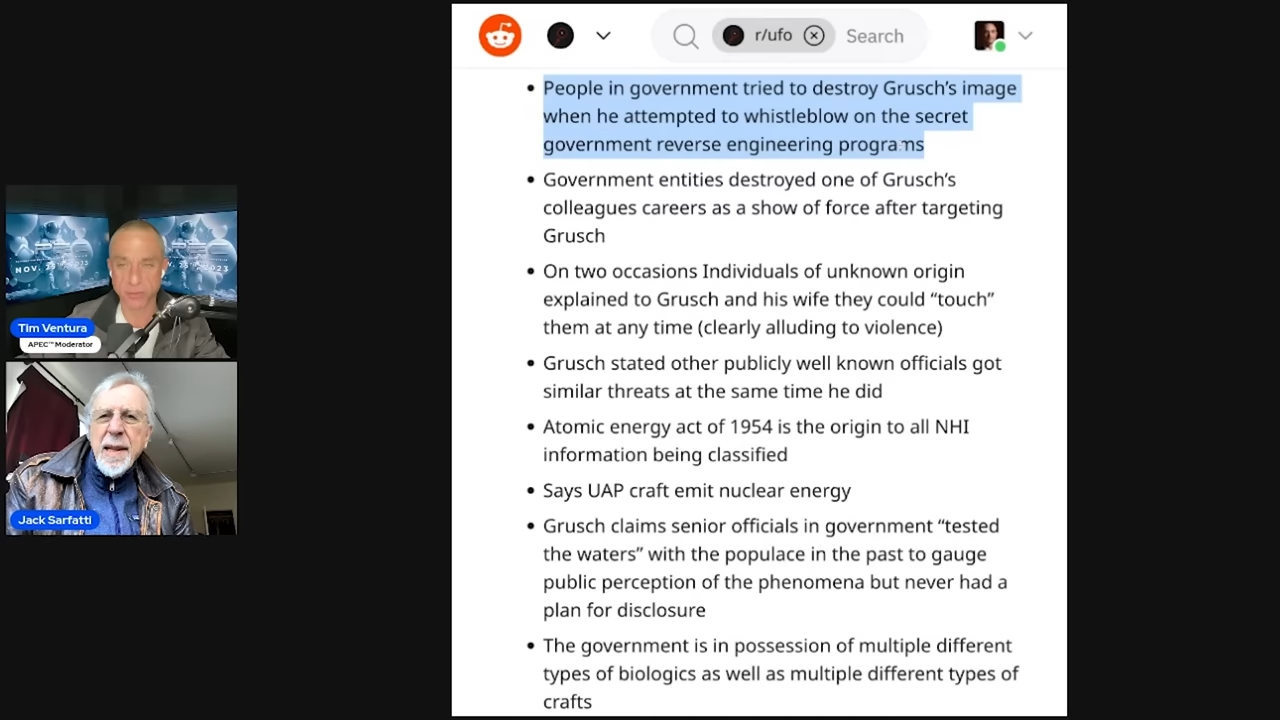 r/ufo
Search
People in government tried to destroy Grusch's image
when he attempted to whistleblow on the secret
government reverse engineering programs
Government entities destroyed one of Grusch's
colleagues careers as a show of force after targeting
Grusch
On two occasions Individuals of unknown origin
explained to Grusch and his wife they could “touch”
them at any time (clearly alluding to violence)
Grusch stated other publicly well known officials got
similar threats at the same time he did
Atomic energy act of 1954 is the origin to all NHI
information being classified
Says UAP craft emit nuclear energy
Grusch claims senior officials in government “tested
the waters” with the populace in the past to gauge
public perception of the phenomena but never had a
plan for disclosure
The government is in possession of multiple different
types of biologics as well as multiple different types of
crafts
Tim Ventura
APEC™ Moderator
Jack Sarfatti